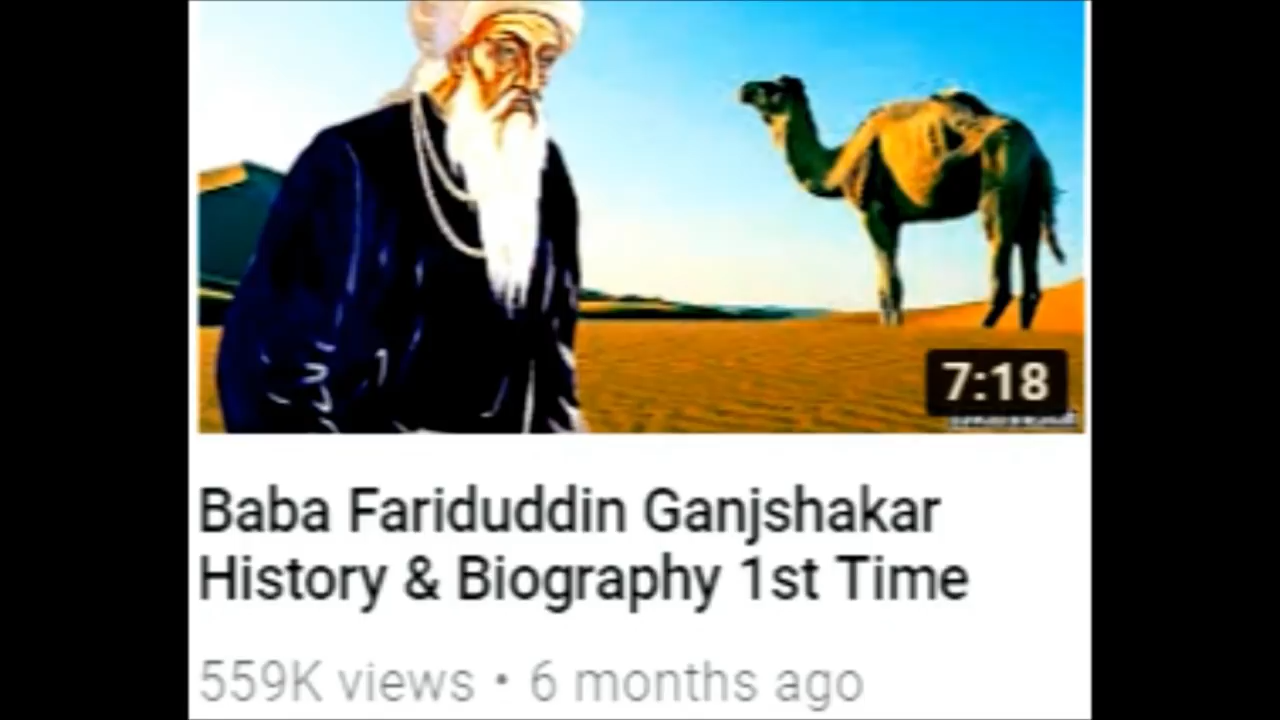 7:18
Baba Fariduddin Ganjshakar
History & Biography 1st Time
559K views • 6 months ago